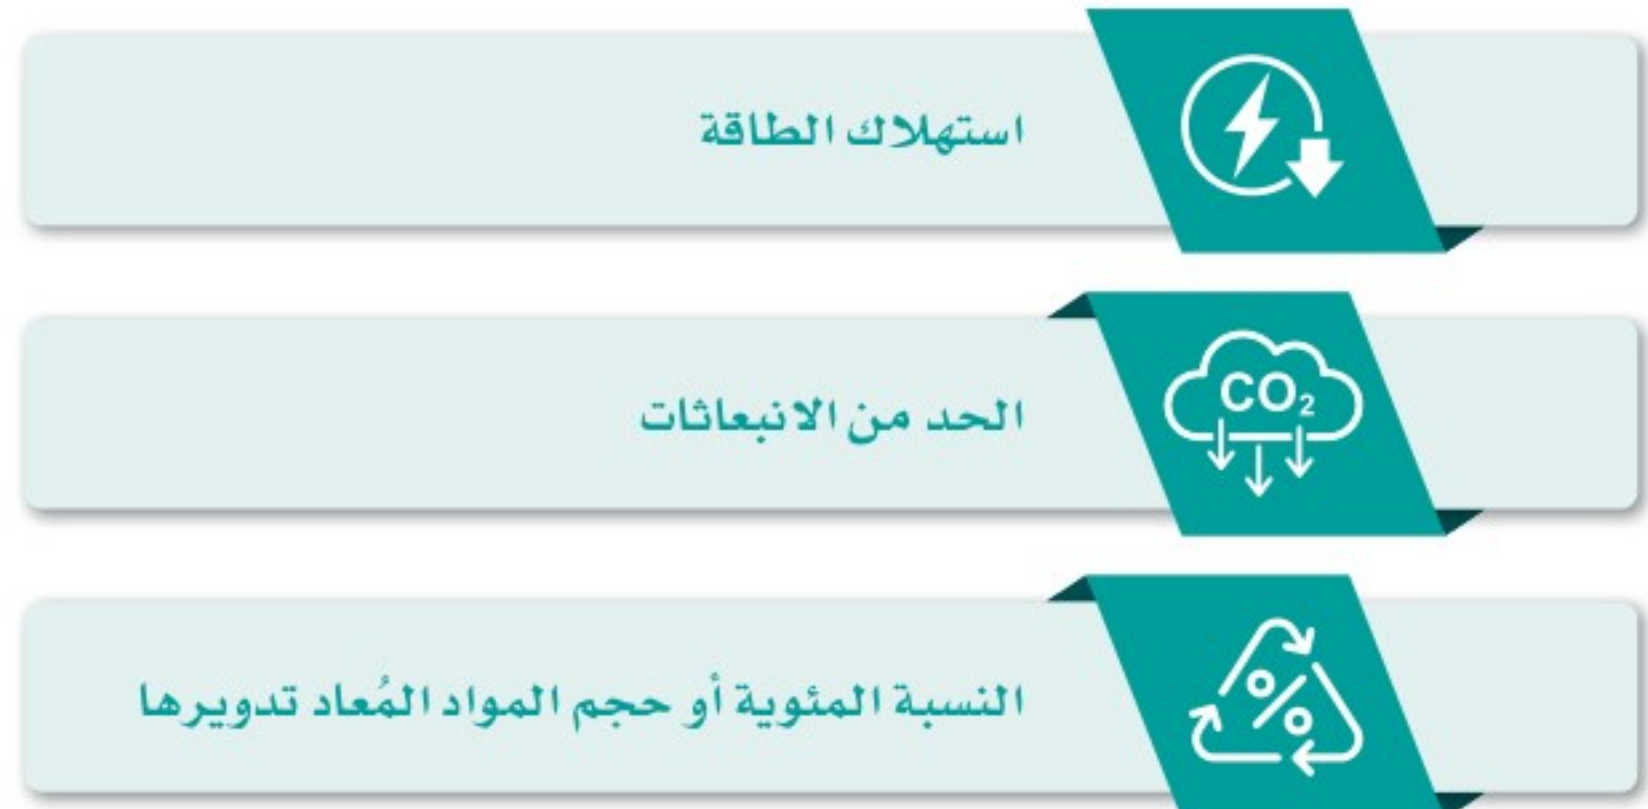 استهلاك الطاقة
CO₂
الحد من الانبعاثات
%
النسبة المئوية أو حجم المواد المُعاد تدويرها